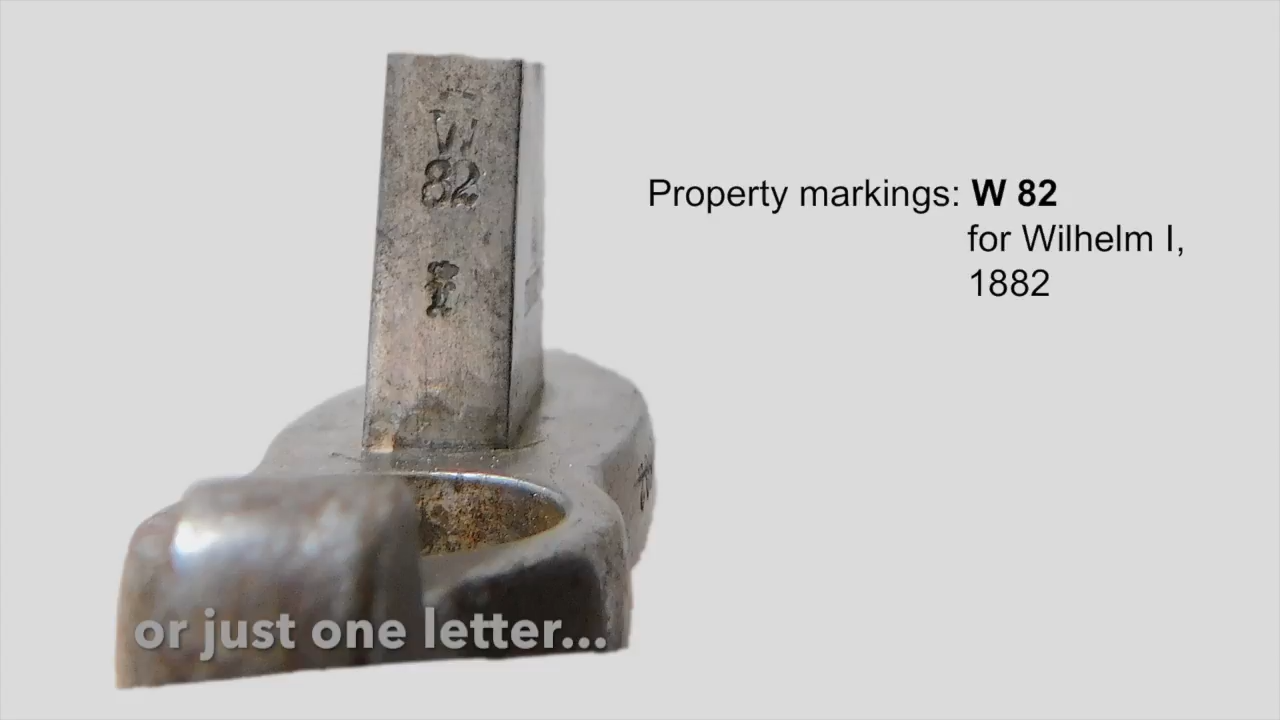 W
82
Property markings: W 82
for Wilhelm I,
1882
or just one letter...